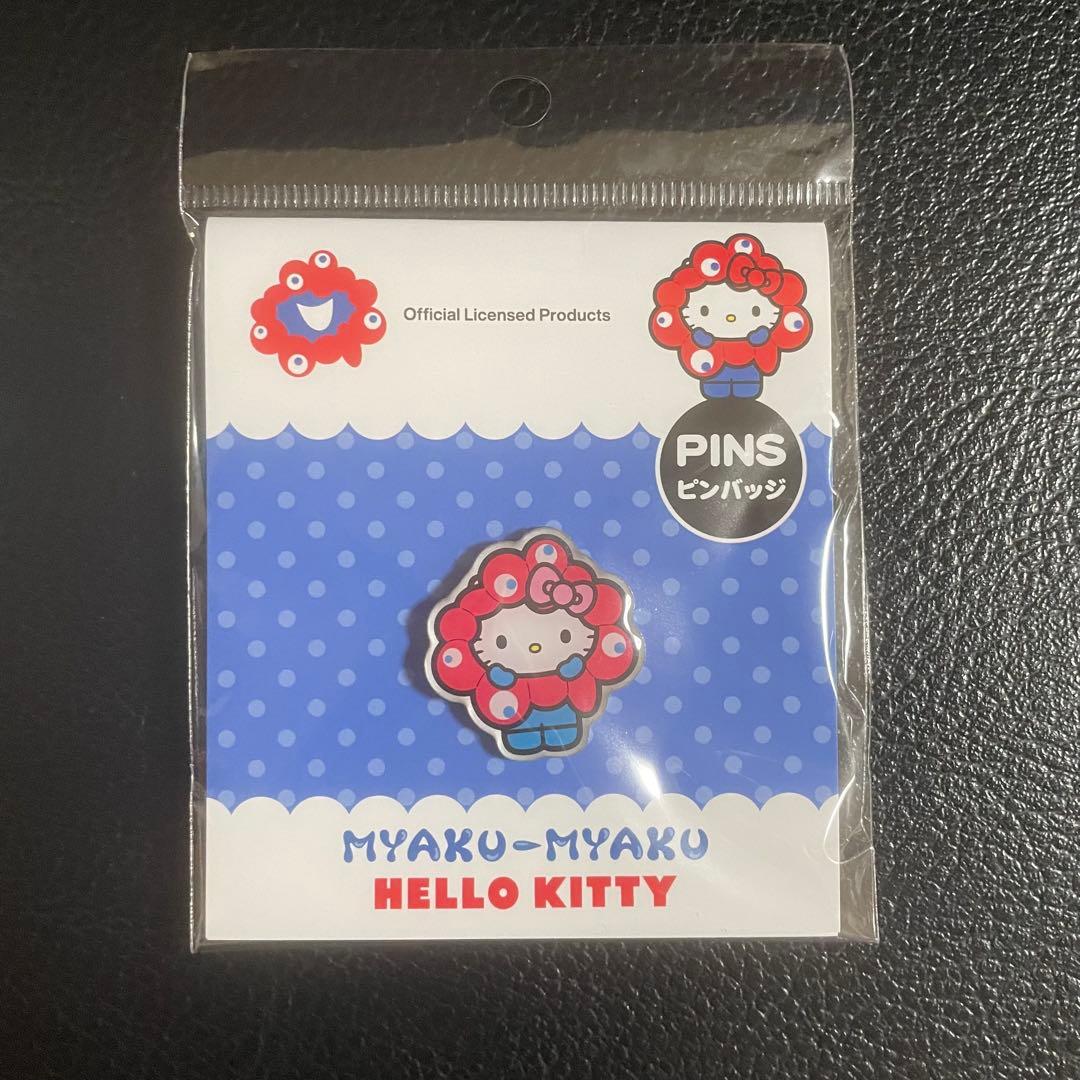 Official Licensed Products
PINS
ピンバッジ
MYAKU-MYAKU
HELLO KITTY